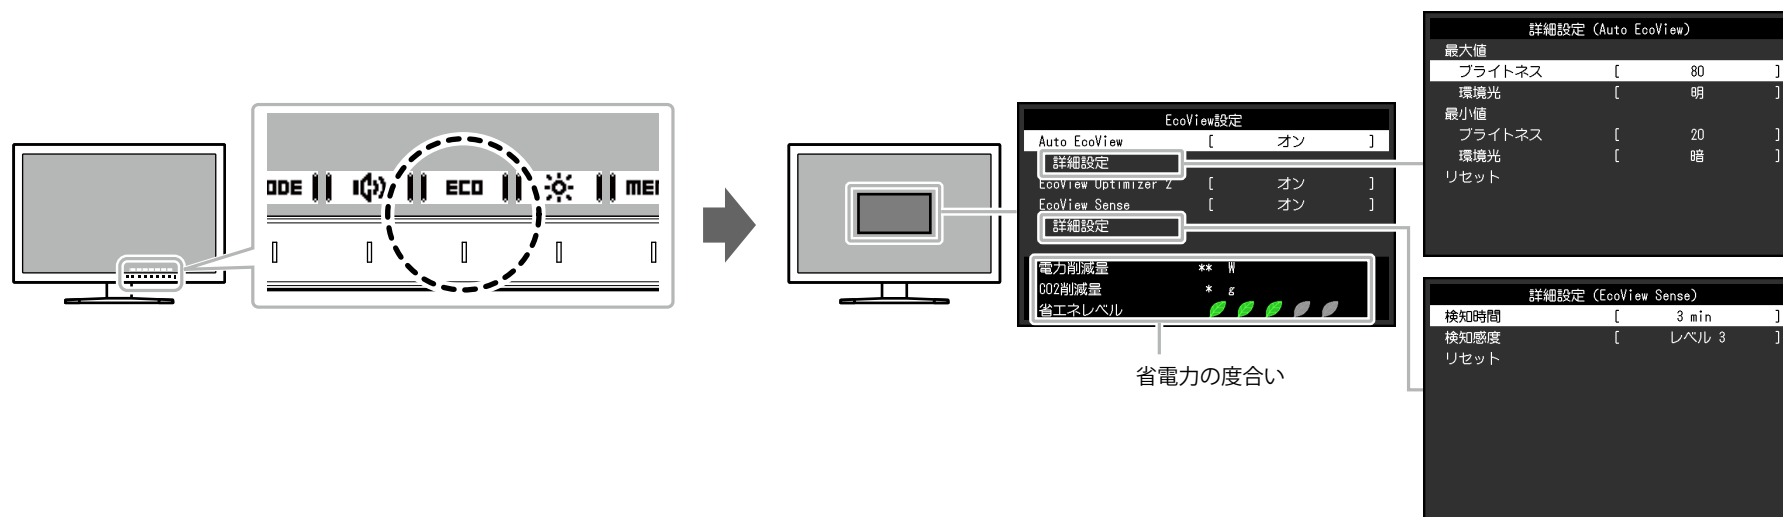 ODE
ECO
ME
EcoView設定
Auto EcoView [ オン ]
詳細設定
EcoView Optimizer 2 [ オン ]
EcoView Sense [ オン ]
詳細設定
電力削減量 ** W
CO2削減量 * g
省エネレベル
省電力の度合い
詳細設定 (Auto EcoView)
最大値
ブライトネス [ 80 ]
環境光 [ 明 ]
最小値
ブライトネス [ 20 ]
環境光 [ 暗 ]
リセット
詳細設定 (EcoView Sense)
検知時間 [ 3 min ]
検知感度 [ レベル 3 ]
リセット